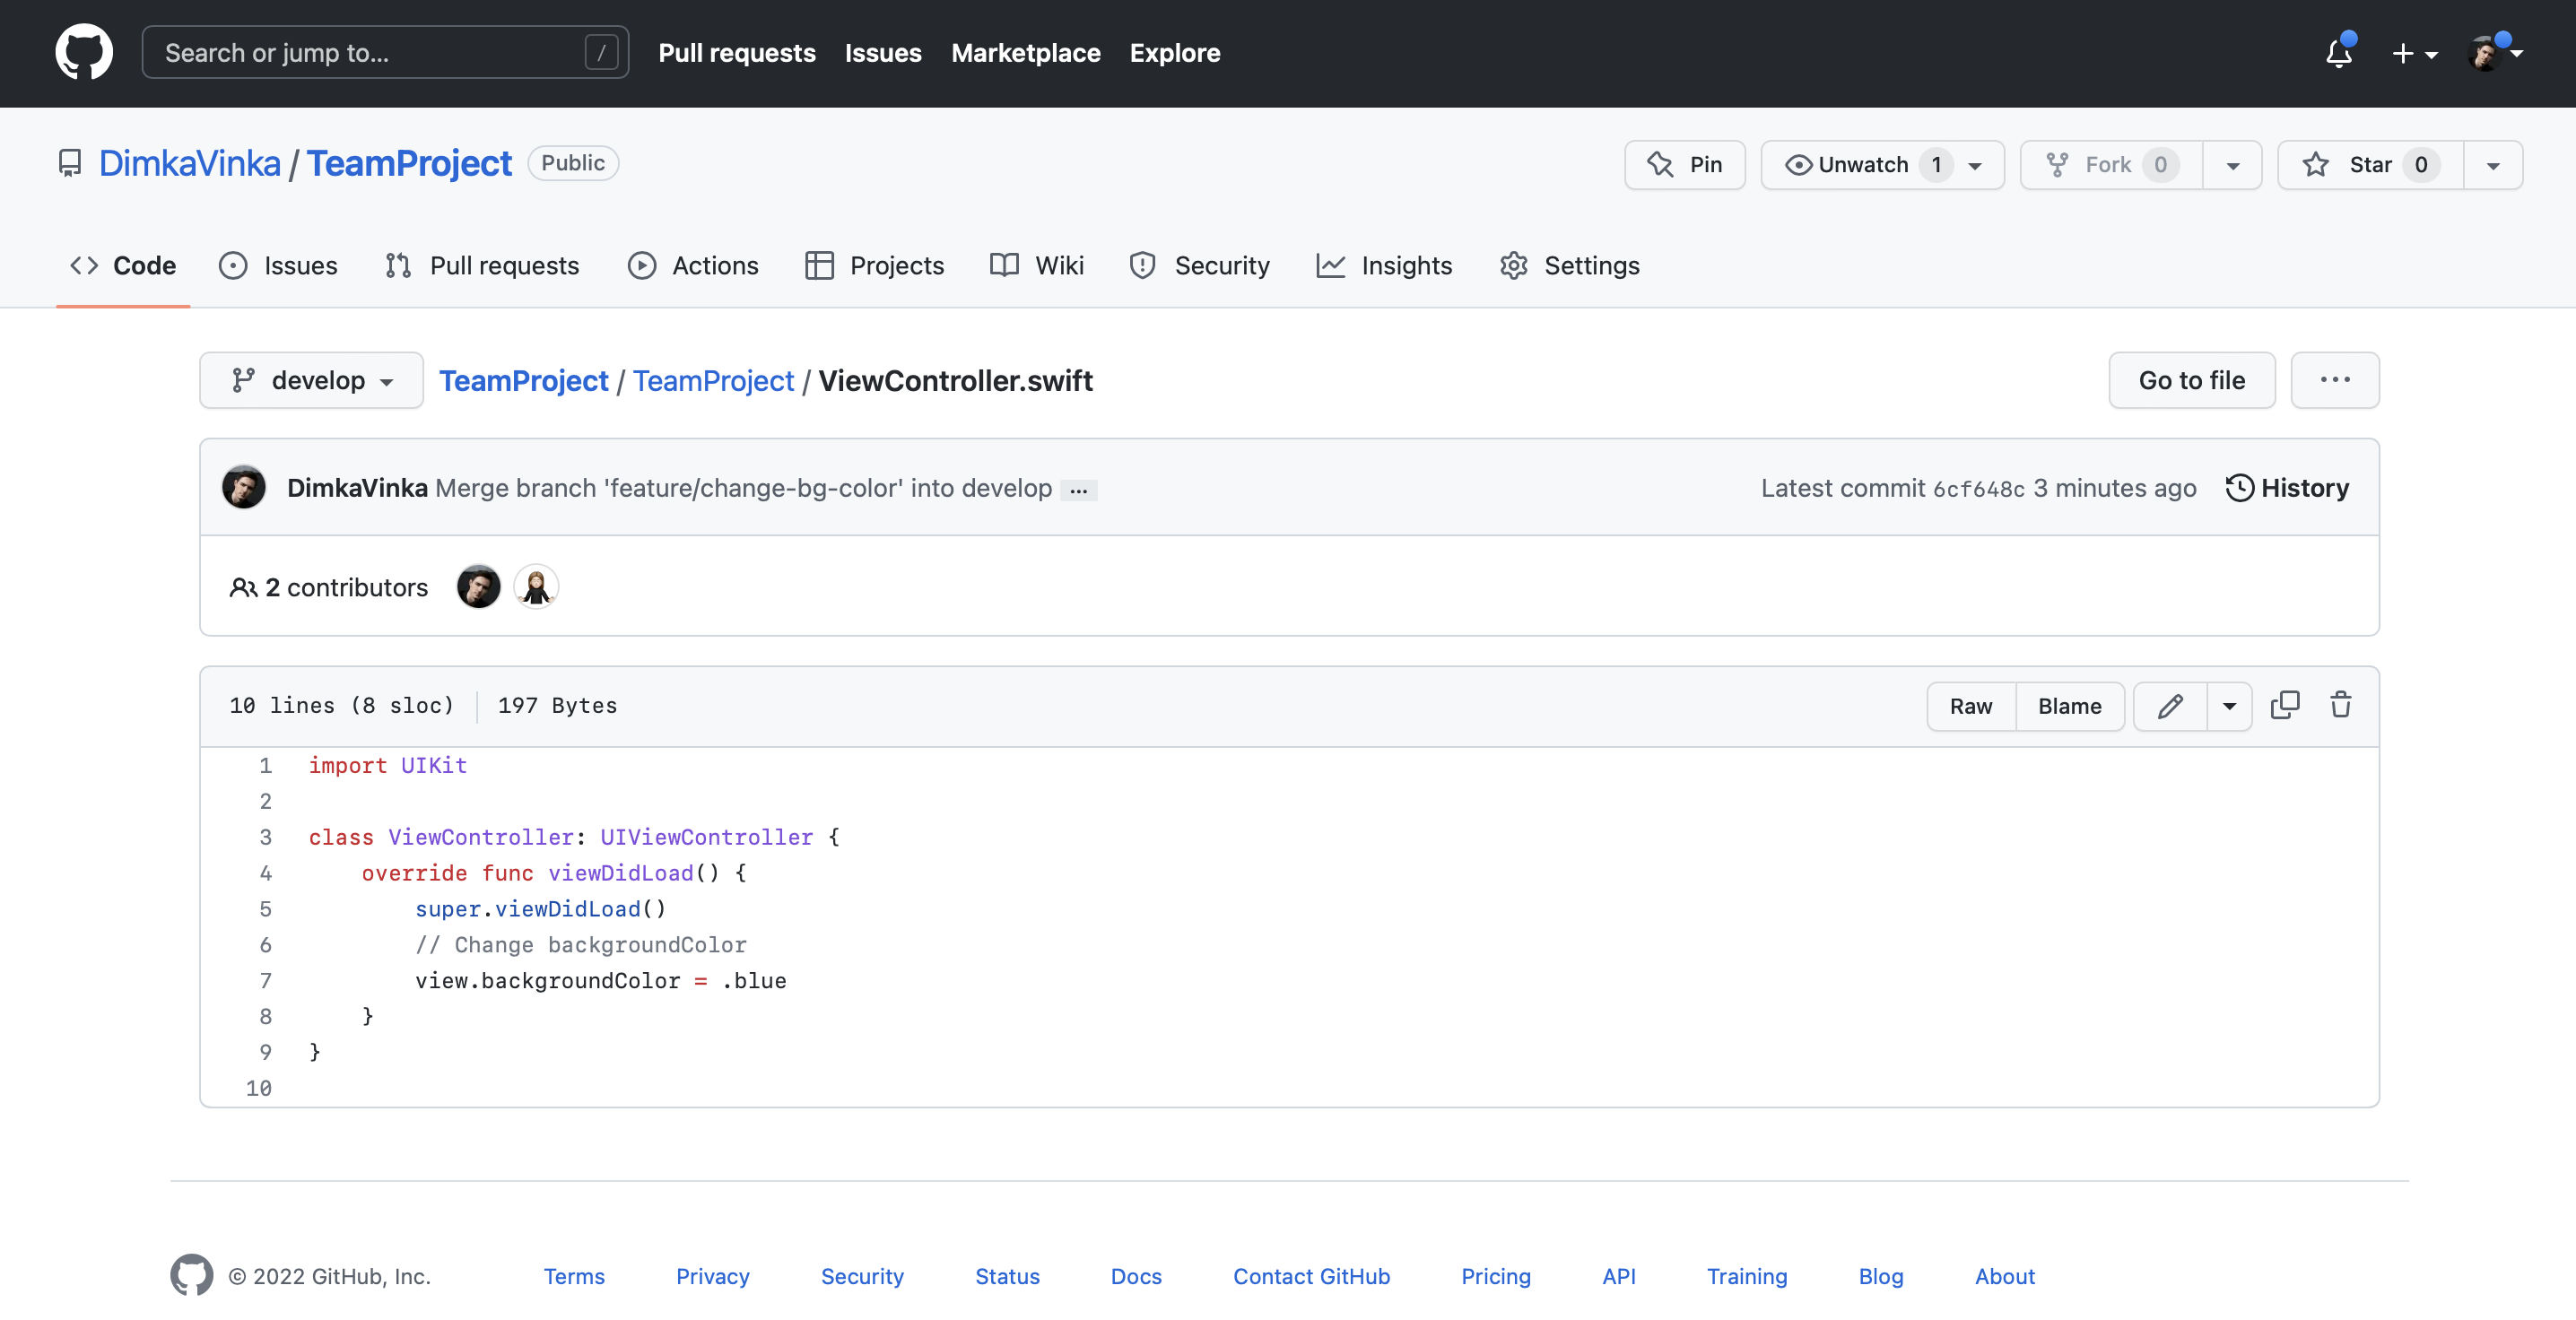 Search or jump to... / Pull requests Issues Marketplace Explore
DimkaVinka / TeamProject Public Pin Unwatch 1 Fork 0 Star 0
Code Issues Pull requests Actions Projects Wiki Security Insights Settings
develop TeamProject / TeamProject / ViewController.swift Go to file ...
DimkaVinka Merge branch 'feature/change-bg-color' into develop ... Latest commit 6cf648c 3 minutes ago History
2 contributors
10 lines (8 sloc) 197 Bytes Raw Blame
1 import UIKit
2
3 class ViewController: UIViewController {
4     override func viewDidLoad() {
5         super.viewDidLoad()
6         // Change backgroundColor
7         view.backgroundColor = .blue
8     }
9 }
10
© 2022 GitHub, Inc. Terms Privacy Security Status Docs Contact GitHub Pricing API Training Blog About